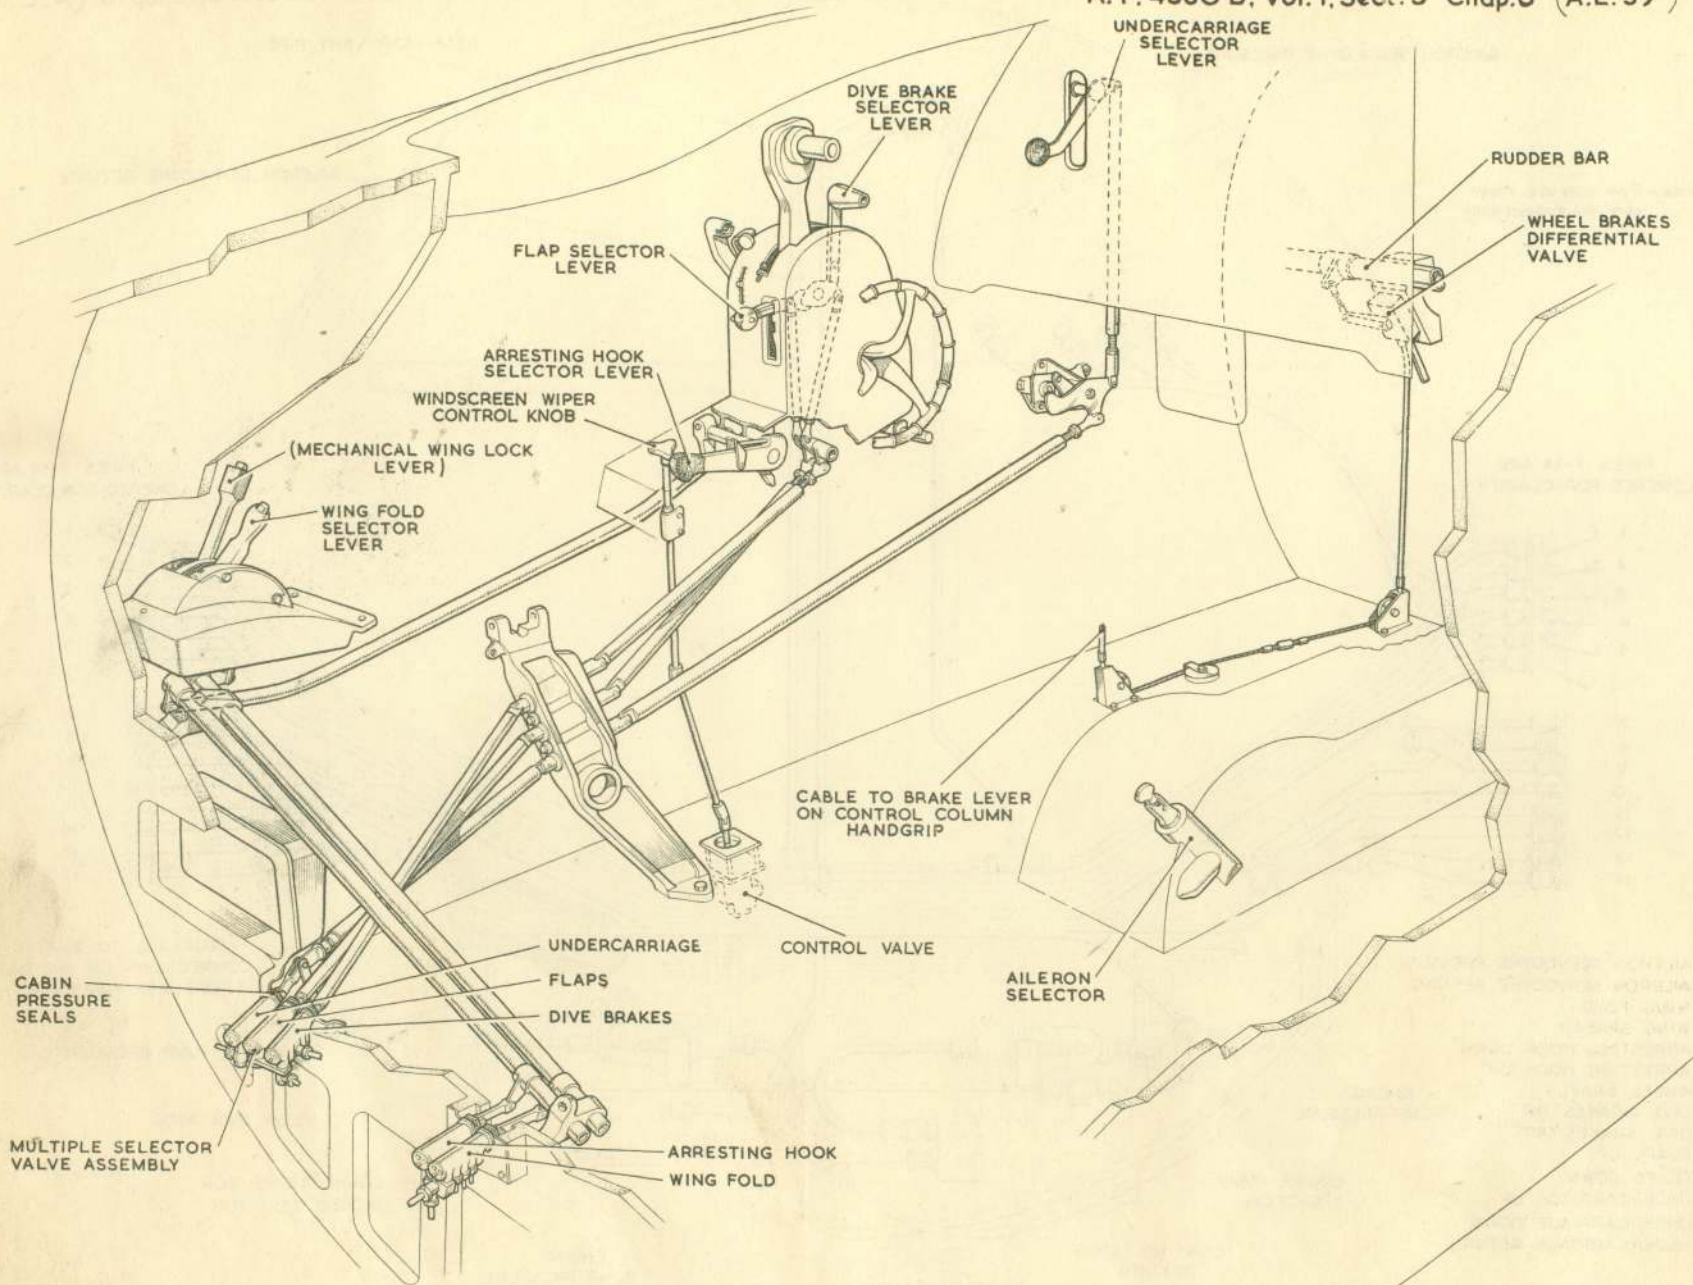 UNDERCARRIAGE
SELECTOR
LEVER
DIVE BRAKE
SELECTOR
LEVER
RUDDER BAR
WHEEL BRAKES
DIFFERENTIAL
VALVE
FLAP SELECTOR
LEVER
ARRESTING HOOK
SELECTOR LEVER
WINDSCREEN WIPER
CONTROL KNOB
(MECHANICAL WING LOCK
LEVER)
WING FOLD
SELECTOR
LEVER
CABLE TO BRAKE LEVER
ON CONTROL COLUMN
HANDGRIP
CONTROL VALVE
AILERON
SELECTOR
UNDERCARRIAGE
FLAPS
DIVE BRAKES
CABIN
PRESSURE
SEALS
MULTIPLE SELECTOR
VALVE ASSEMBLY
ARRESTING HOOK
WING FOLD